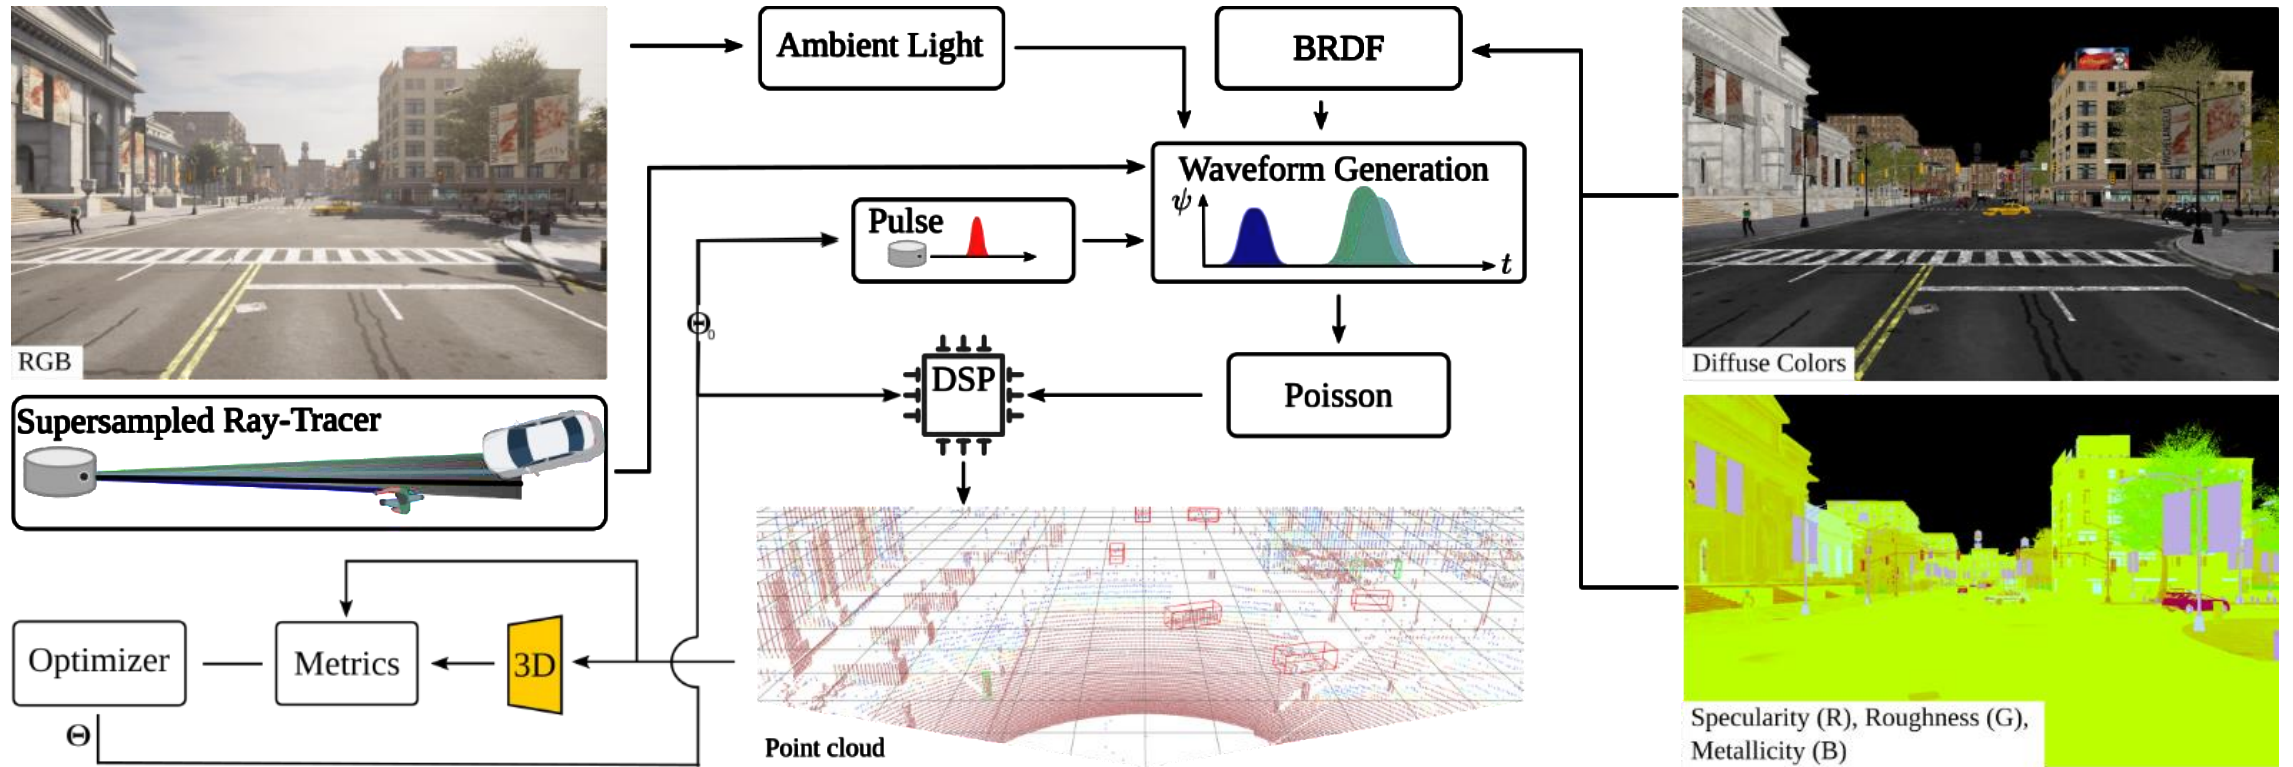 Ambient Light
BRDF
Waveform Generation
ψ
t
Pulse
Θ₀
RGB
DSP
Poisson
Diffuse Colors
Supersampled Ray-Tracer
Optimizer
Metrics
3D
Θ
Point cloud
Specularity (R), Roughness (G),
Metallicity (B)